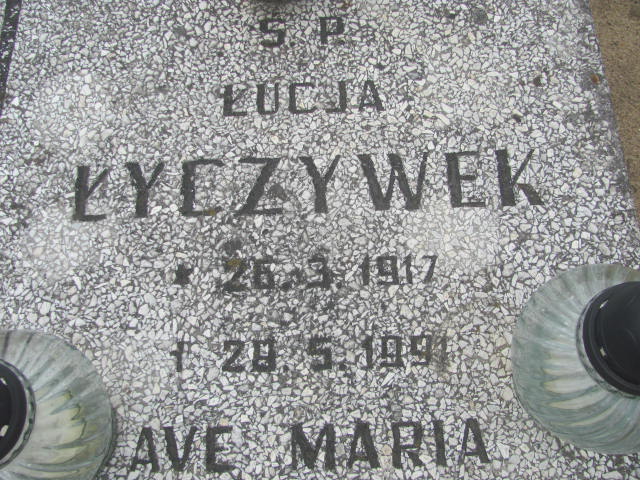 Ś.P.
ŁUCJA
ŁYCZYWEK
* 26.3.1917
† 28.5.1991
AVE MARIA